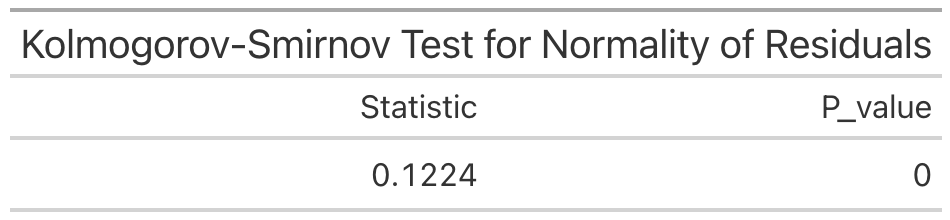 Kolmogorov-Smirnov Test for Normality of Residuals
Statistic P_value
0.1224 0